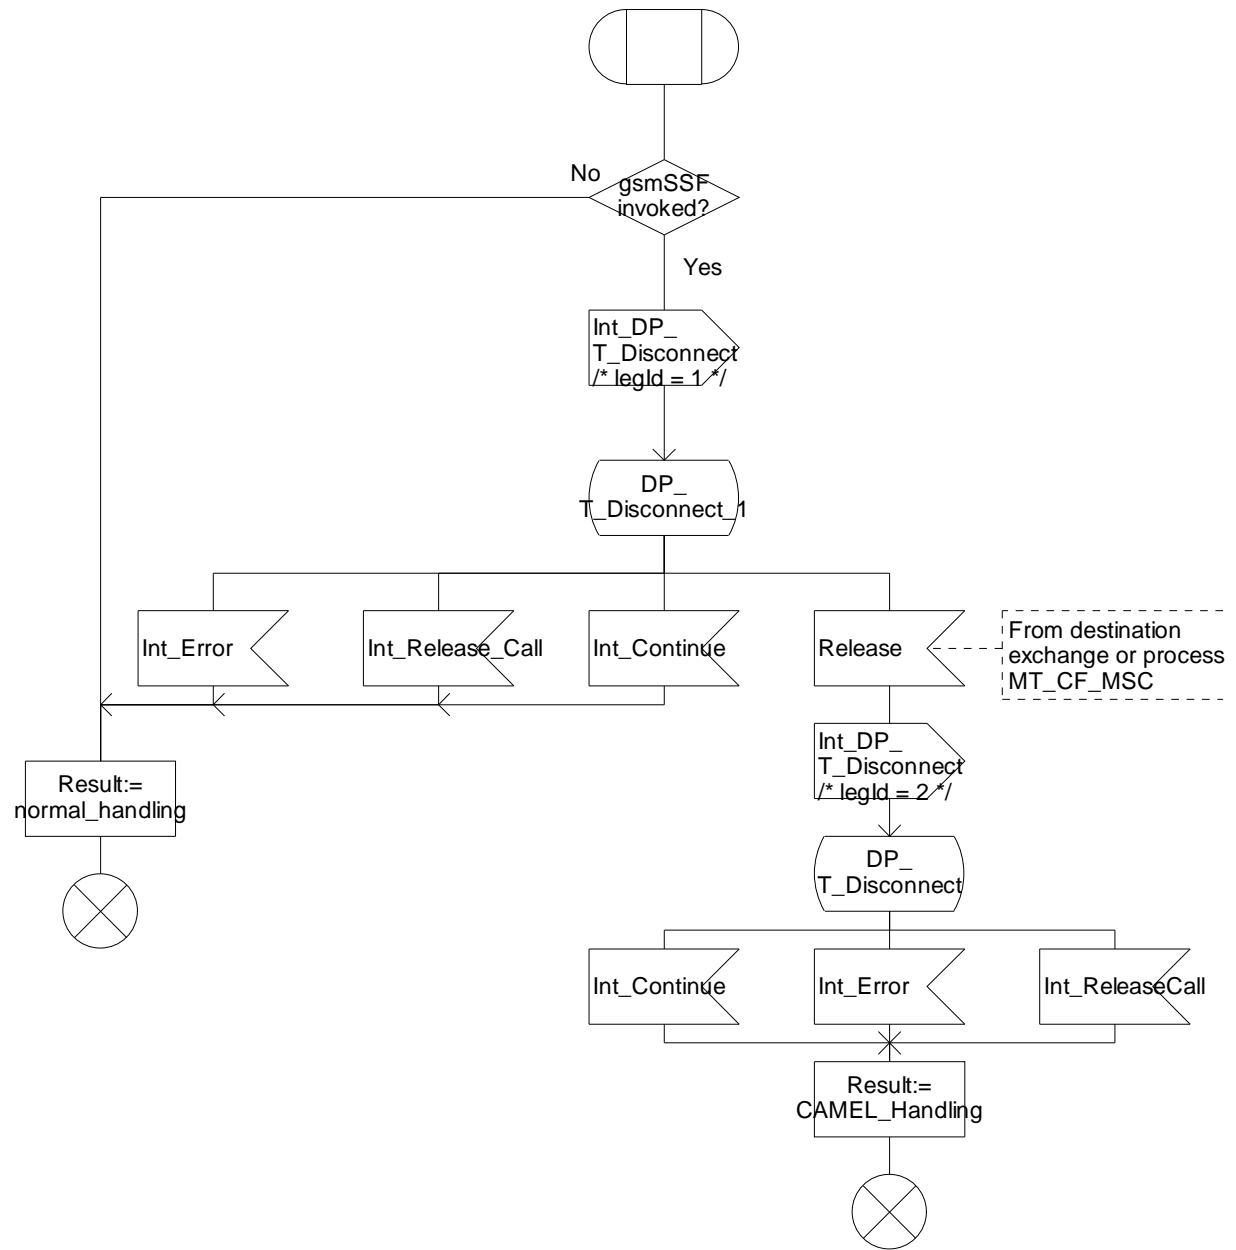 No
gsmSSF
invoked?
Yes
Int_DP_
T_Disconnect
/* legId = 1 */
DP_
T_Disconnect_1
Int_Error
Int_Release_Call
Int_Continue
Release
From destination
exchange or process
MT_CF_MSC
Int_DP_
T_Disconnect
/* legId = 2 */
Result:=
normal_handling
DP_
T_Disconnect
Int_Continue
Int_Error
Int_ReleaseCall
Result:=
CAMEL_Handling